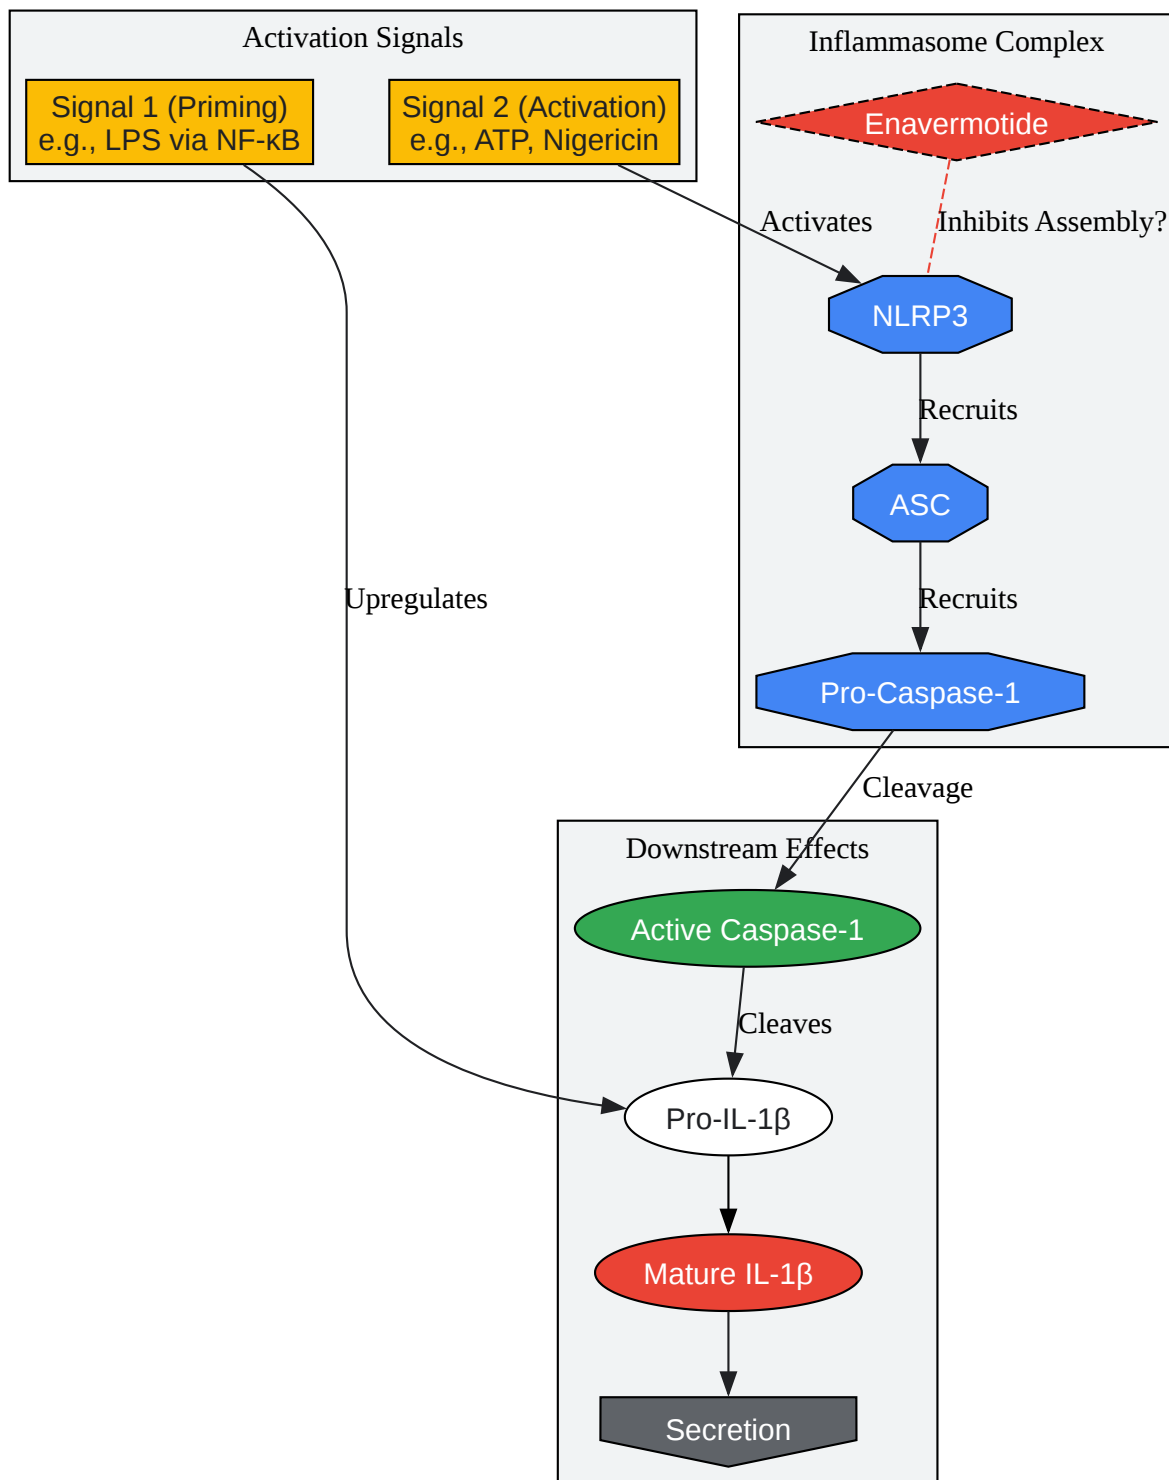 Activation Signals
Signal 1 (Priming)
e.g., LPS via NF-κB
Signal 2 (Activation)
e.g., ATP, Nigericin
Inflammasome Complex
Enavermotide
Activates
Inhibits Assembly?
NLRP3
Recruits
ASC
Recruits
Upregulates
Pro-Caspase-1
Cleavage
Downstream Effects
Active Caspase-1
Cleaves
Pro-IL-1β
Mature IL-1β
Secretion